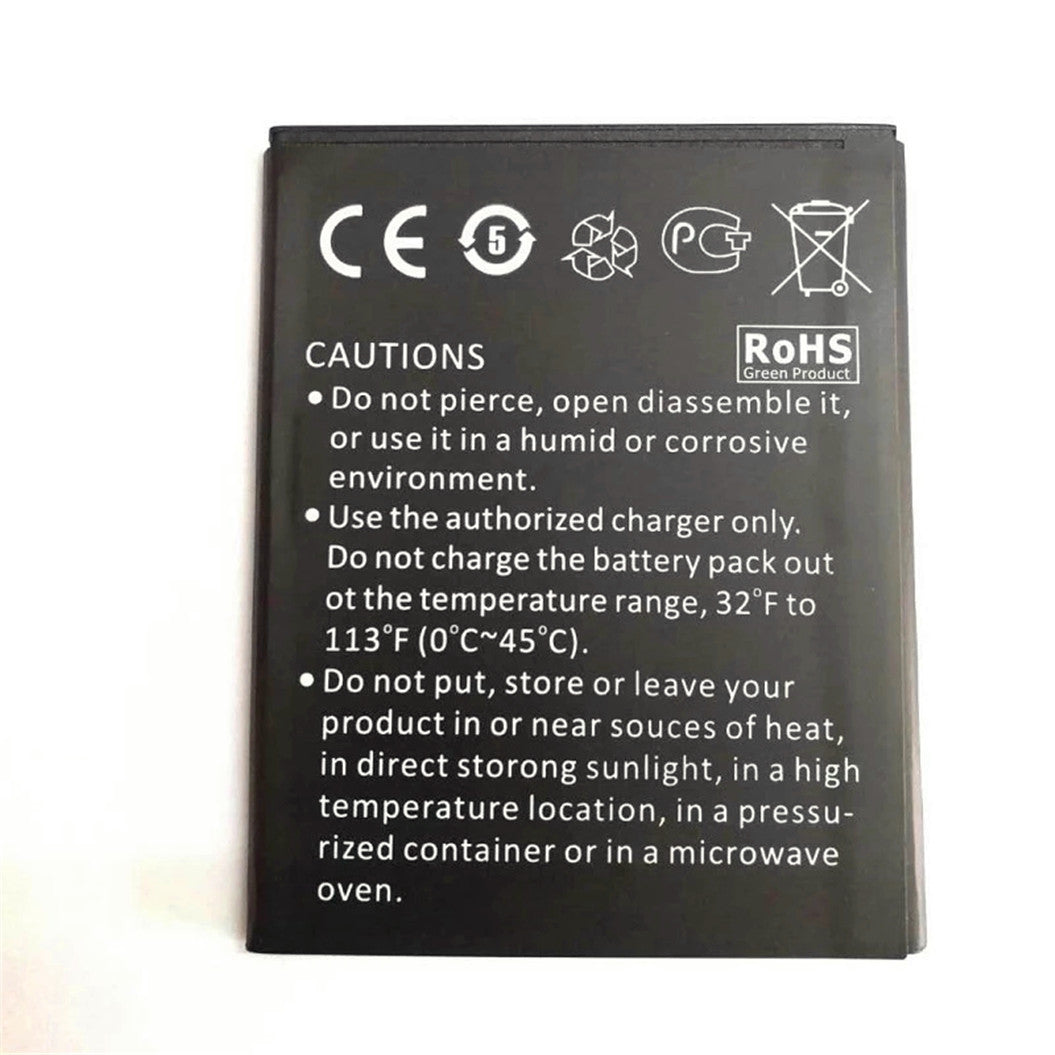 CE 5 PCT
CAUTIONS
RoHS
Green Product
• Do not pierce, open diassemble it,
or use it in a humid or corrosive
environment.
• Use the authorized charger only.
Do not charge the battery pack out
ot the temperature range, 32°F to
113°F (0°C~45°C).
• Do not put, store or leave your
product in or near souces of heat,
in direct storong sunlight, in a high
temperature location, in a pressu-
rized container or in a microwave
oven.